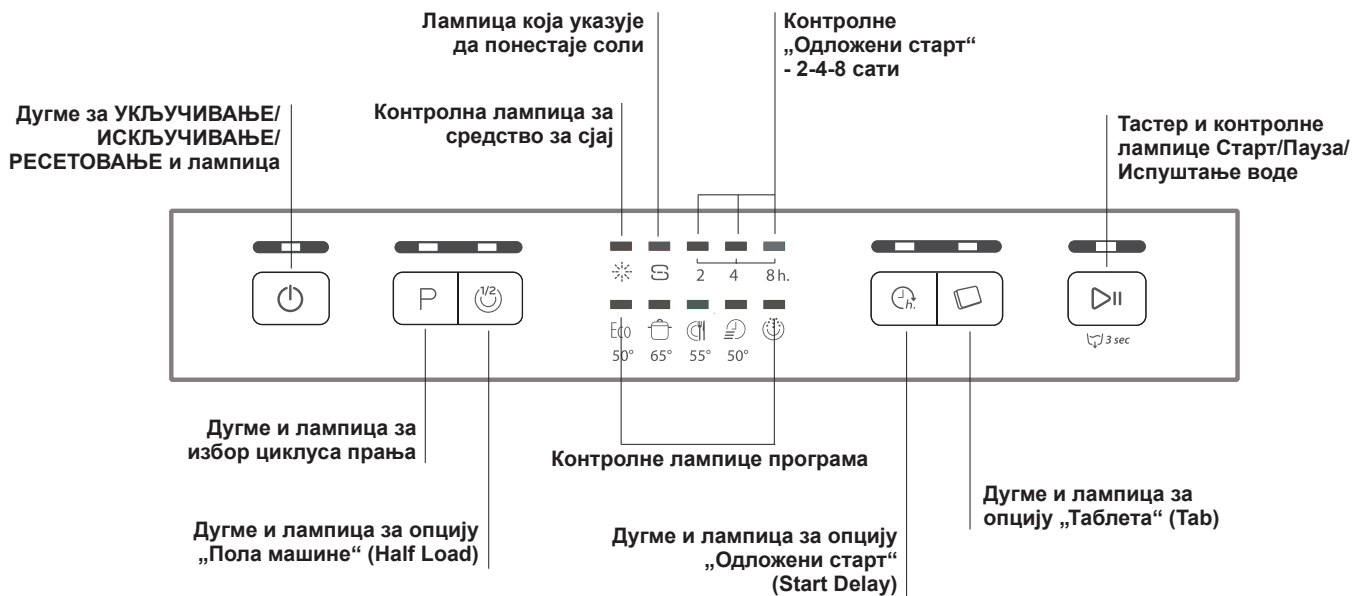 Лампица која указује
да понестаје соли
Контролне
„Одложени старт“
- 2-4-8 сати
Дугме за УКЉУЧИВАЊЕ/
ИСКЉУЧИВАЊЕ/
РЕСЕТОВАЊЕ и лампица
Контролна лампица за
средство за сјај
Тастер и контролне
лампице Старт/Пауза/
Испуштање воде
S 2 4 8 h.
P 1/2 h.
Eco
50° 65° 55° 50°
3 sec
Дугме и лампица за
избор циклуса прања
Контролне лампице програма
Дугме и лампица за опцију
„Пола машине“ (Half Load)
Дугме и лампица за опцију
„Одложени старт“
(Start Delay)
Дугме и лампица за
опцију „Таблета“ (Tab)